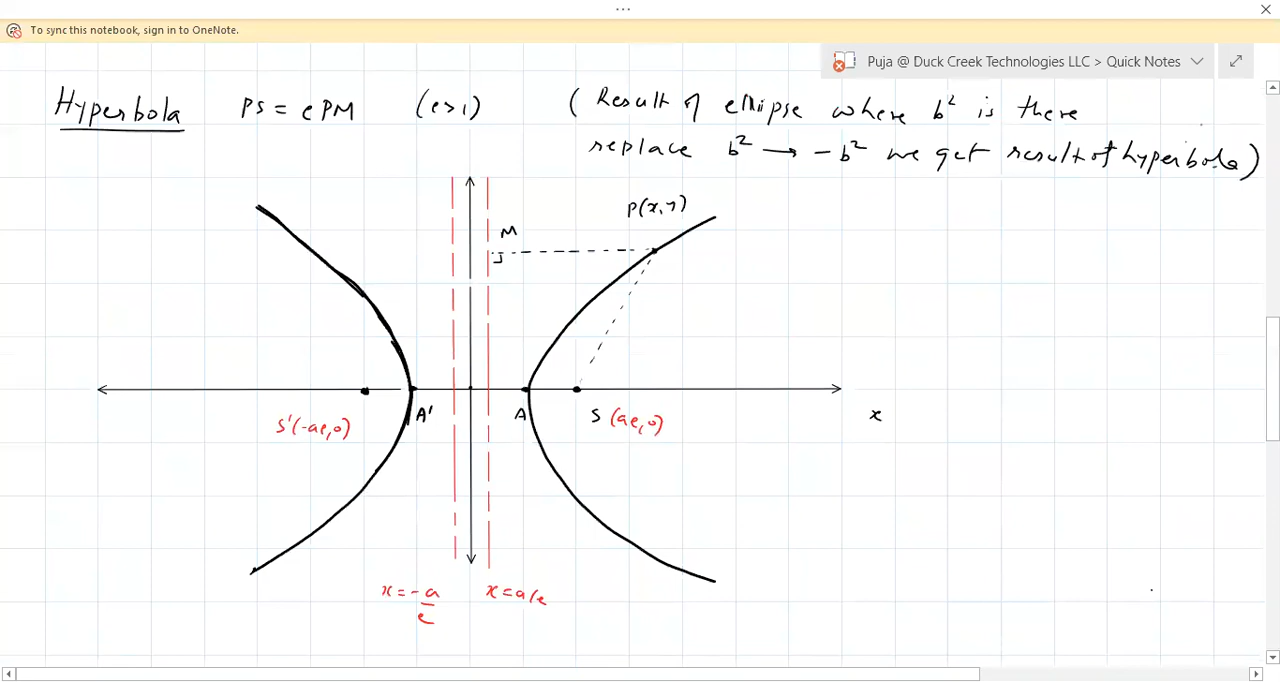 To sync this notebook, sign in to OneNote.
Puja @ Duck Creek Technologies LLC > Quick Notes
Hyperbola PS = ePM (e>1) (Result of ellipse where b² is there
replace b² → -b² we get result of hyperbola)
P(x,y)
M
S'(-ae,0) A' A S (ae,0) x
x=-a/e x=a/e